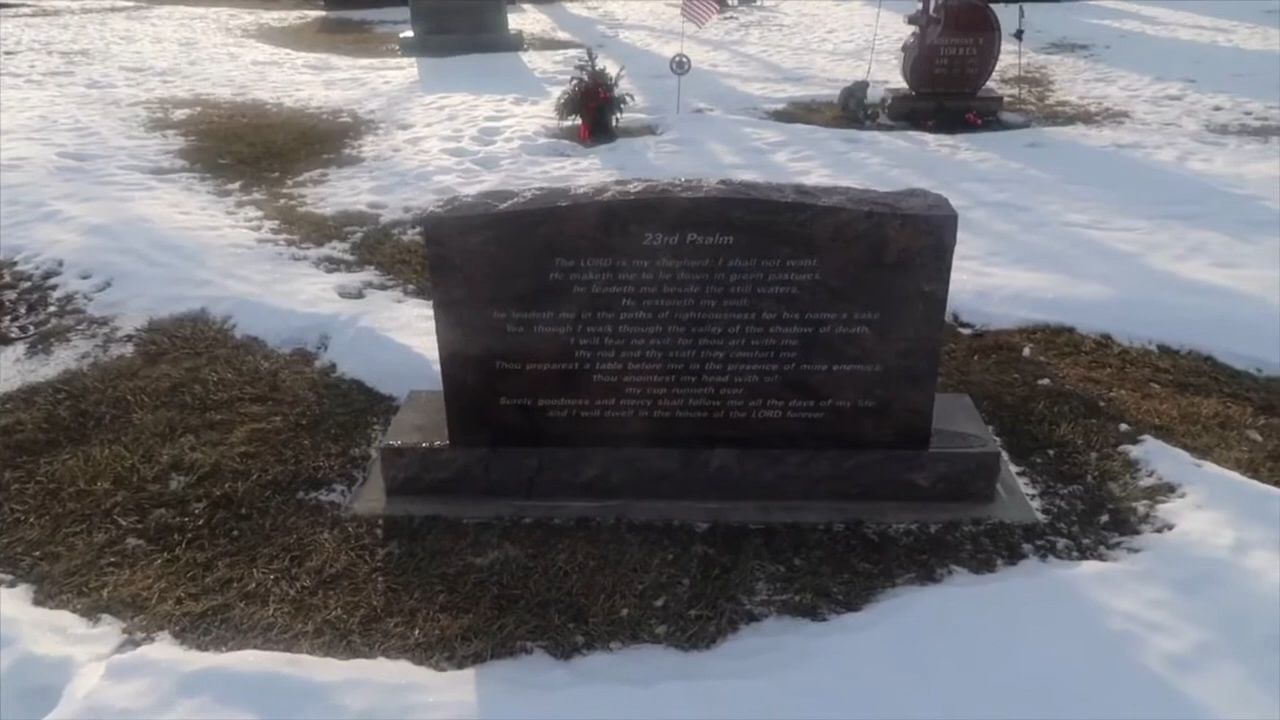 TORRES
23rd Psalm
The LORD is my shepherd; I shall not want.
He maketh me to lie down in green pastures
he leadeth me beside the still waters.
He restoreth my soul:
he leadeth me in the paths of righteousness for his name's sake
Yea, though I walk through the valley of the shadow of death,
I will fear no evil: for thou art with me,
thy rod and thy staff they comfort me
Thou preparest a table before me in the presence of mine enemies,
thou anointest my head with oil:
my cup runneth over
Surely goodness and mercy shall follow me all the days of my life
and I will dwell in the house of the LORD forever